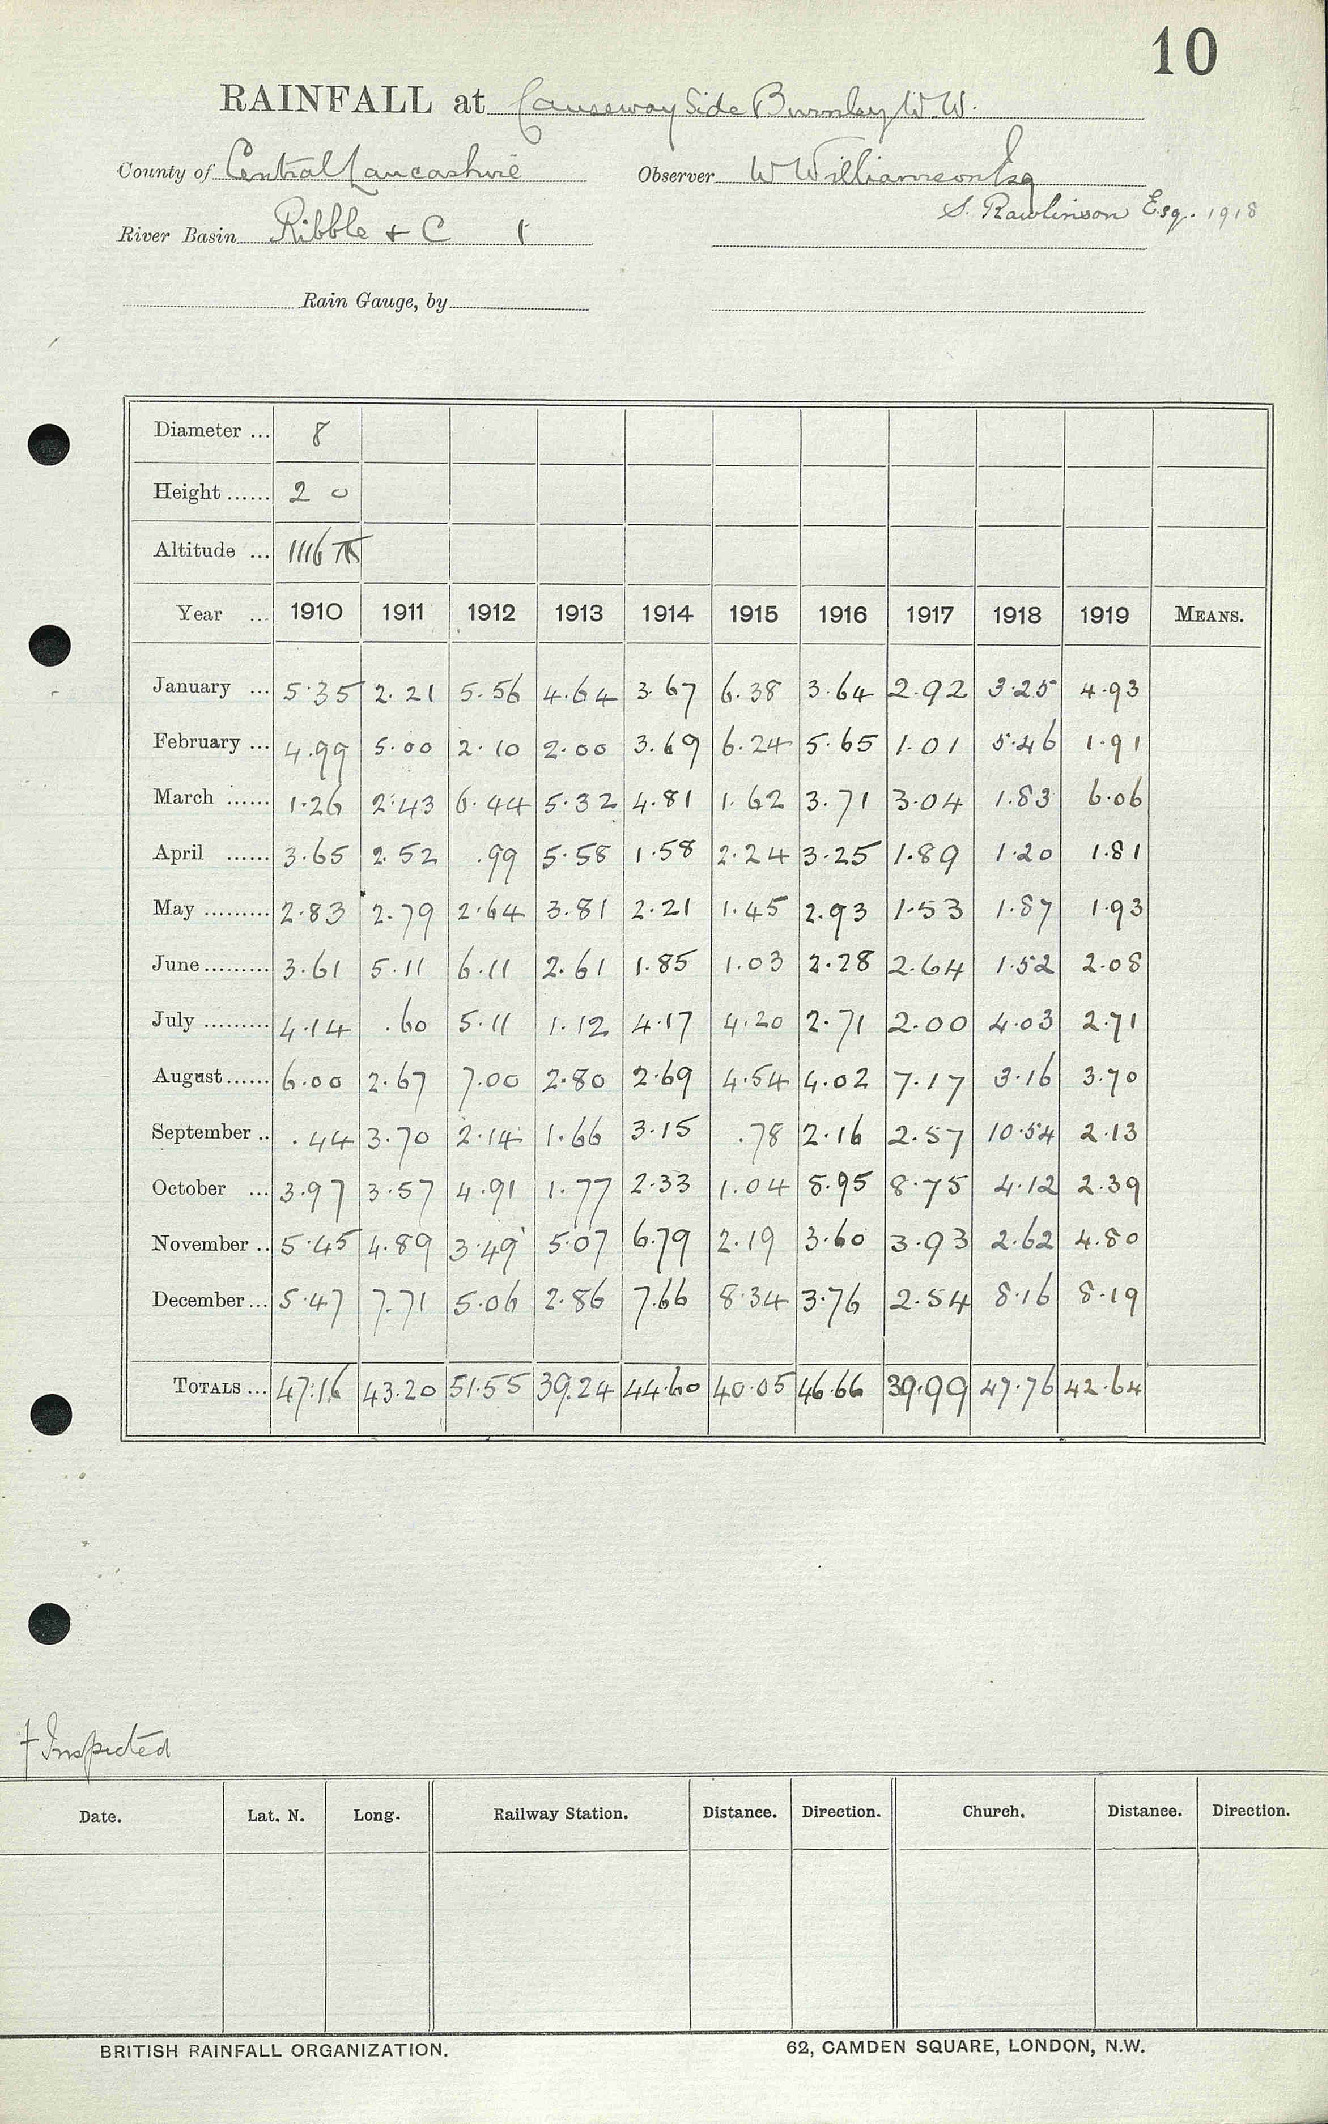 10
RAINFALL at Causeway Side Burnley W.W.
County of Central Lancashire Observer W Williamson Esq
S. Rawlinson Esq. 1918
River Basin Ribble + C 1
Rain Gauge, by
Diameter ... 8
Height ...... 2 0
Altitude ... 1116
Year ... 1910 1911 1912 1913 1914 1915 1916 1917 1918 1919 MEANS.
January ... 5.35 2.21 5.56 4.64 3.67 6.38 3.64 2.92 3.25 4.93
February ... 4.99 5.00 2.10 2.00 3.69 6.24 5.65 1.01 5.46 1.91
March ...... 1.26 2.43 6.44 5.32 4.81 1.62 3.71 3.04 1.83 6.06
April ...... 3.65 2.52 .99 5.58 1.58 2.24 3.25 1.89 1.20 1.81
May ......... 2.83 2.79 2.64 3.81 2.21 1.45 2.93 1.53 1.87 1.93
June ......... 3.61 5.11 6.11 2.61 1.85 1.03 2.28 2.64 1.52 2.08
July ......... 4.14 .60 5.11 1.12 4.17 4.20 2.71 2.00 4.03 2.71
August ...... 6.00 2.67 7.00 2.80 2.69 4.54 4.02 7.17 3.16 3.70
September .. .44 3.70 2.14 1.66 3.15 .78 2.16 2.57 10.54 2.13
October ... 3.97 3.57 4.91 1.77 2.33 1.04 8.95 8.75 4.12 2.39
November .. 5.45 4.89 3.49 5.07 6.79 2.19 3.60 3.93 2.62 4.80
December ... 5.47 7.71 5.06 2.86 7.66 8.34 3.76 2.54 8.16 8.19
TOTALS ... 47.16 43.20 51.55 39.24 44.60 40.05 46.66 39.99 47.76 42.64
† Inspected
Date. Lat. N. Long. Railway Station. Distance. Direction. Church. Distance. Direction.
BRITISH RAINFALL ORGANIZATION. 62, CAMDEN SQUARE, LONDON, N.W.